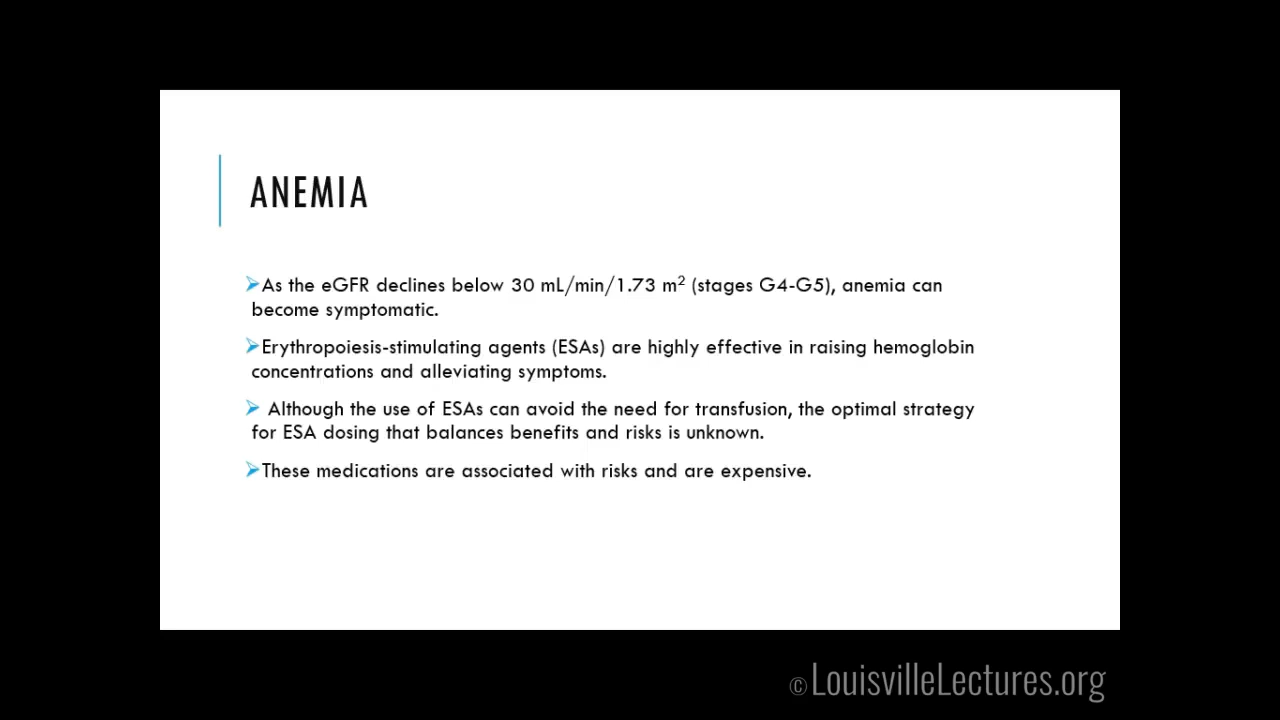 ANEMIA
➢As the eGFR declines below 30 mL/min/1.73 m² (stages G4-G5), anemia can
become symptomatic.
➢Erythropoiesis-stimulating agents (ESAs) are highly effective in raising hemoglobin
concentrations and alleviating symptoms.
➢ Although the use of ESAs can avoid the need for transfusion, the optimal strategy
for ESA dosing that balances benefits and risks is unknown.
➢These medications are associated with risks and are expensive.
© LouisvilleLectures.org